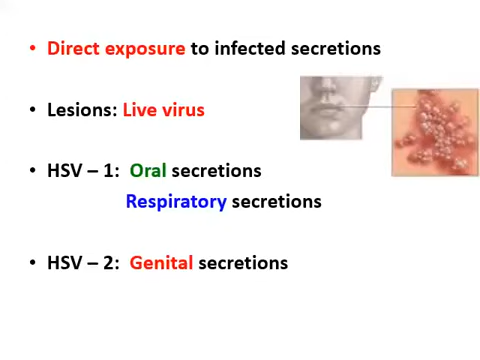 • Direct exposure to infected secretions
• Lesions: Live virus
• HSV – 1: Oral secretions
Respiratory secretions
• HSV – 2: Genital secretions